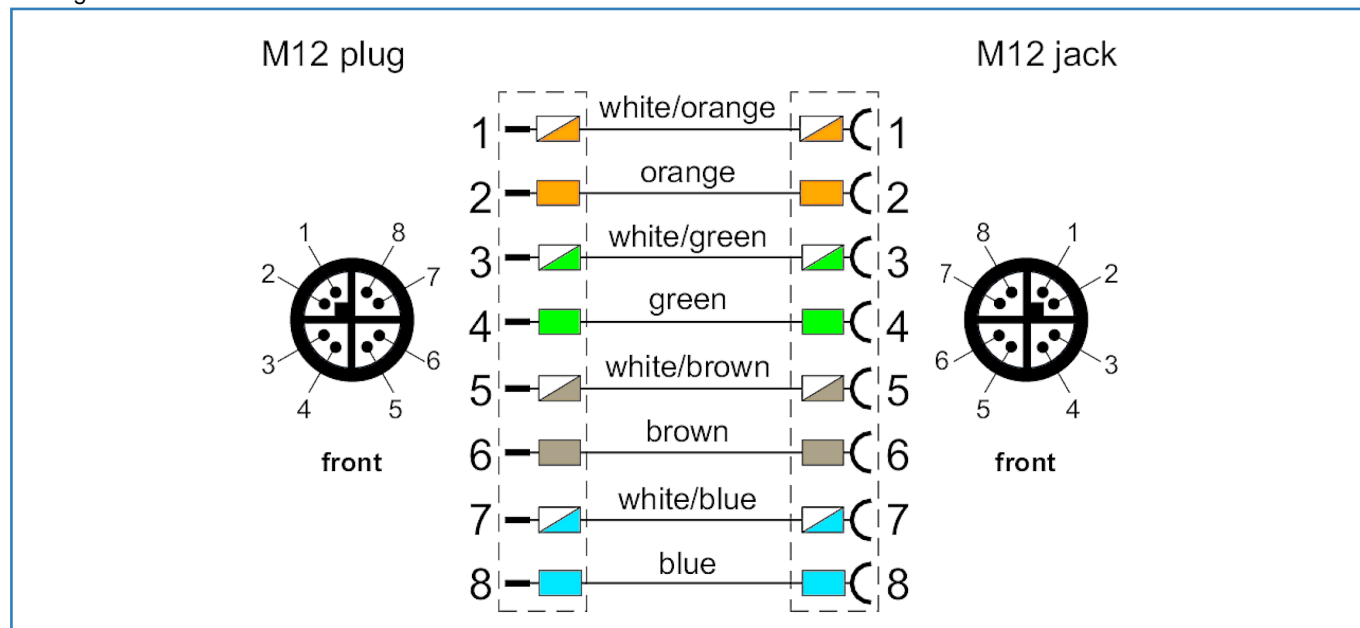 M12 plug
M12 jack
1 white/orange 1
2 orange 2
3 white/green 3
4 green 4
5 white/brown 5
6 brown 6
7 white/blue 7
8 blue 8
1 8
2 7
3 6
4 5
front
8 1
7 2
6 3
5 4
front